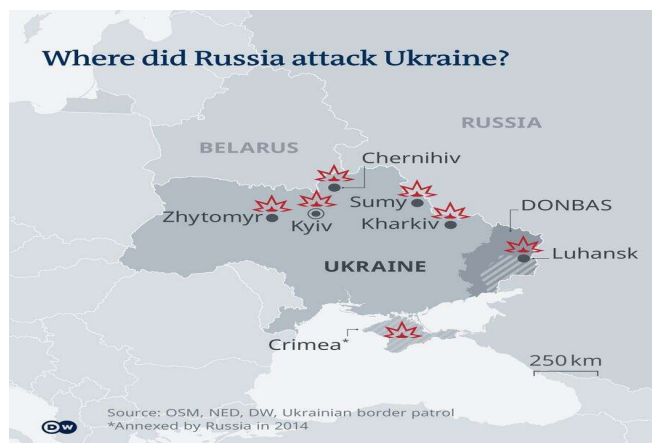 Where did Russia attack Ukraine?
RUSSIA
BELARUS
Chernihiv
Sumy
DONBAS
Zhytomyr
Kyiv
Kharkiv
Luhansk
UKRAINE
Crimea*
250 km
Source: OSM, NED, DW, Ukrainian border patrol
*Annexed by Russia in 2014
DW